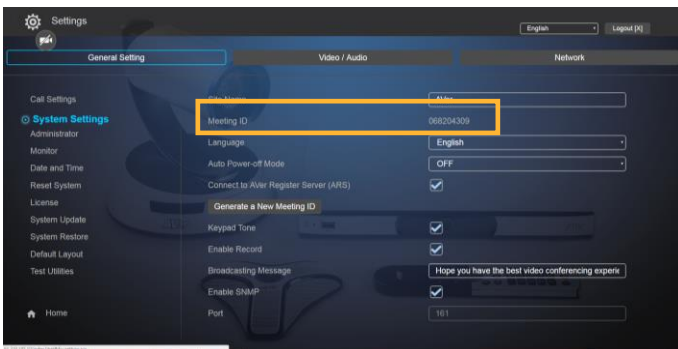 Settings
English
Logout [X]
General Setting
Video / Audio
Network
Call Settings
Site Name AVer
System Settings
Meeting ID 068204309
Administrator
Language English
Monitor
Auto Power-off Mode OFF
Date and Time
Connect to AVer Register Server (ARS)
Reset System
Generate a New Meeting ID
License
Keypad Tone
System Update
Enable Record
System Restore
Broadcasting Message Hope you have the best video conferencing experie
Default Layout
Enable SNMP
Test Utilities
Port 161
Home